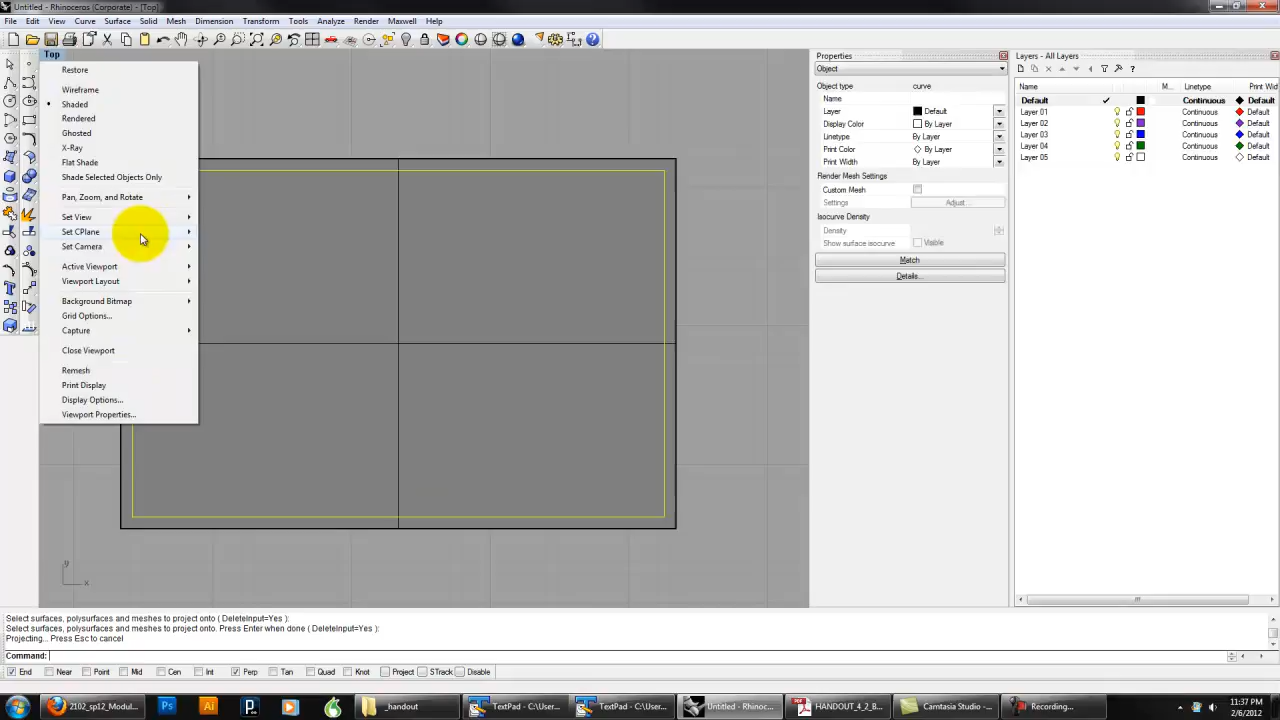 Untitled - Rhinoceros (Corporate) - [Top]
File Edit View Curve Surface Solid Mesh Dimension Transform Tools Analyze Render Maxwell Help
Top
Restore
Wireframe
Shaded
Rendered
Ghosted
X-Ray
Flat Shade
Shade Selected Objects Only
Pan, Zoom, and Rotate
Set View
Set CPlane
Set Camera
Active Viewport
Viewport Layout
Background Bitmap
Grid Options...
Capture
Close Viewport
Remesh
Print Display
Display Options...
Viewport Properties...
y
x
Properties
Object
Object type curve
Name
Layer Default
Display Color By Layer
Linetype By Layer
Print Color By Layer
Print Width By Layer
Render Mesh Settings
Custom Mesh
Settings Adjust...
Isocurve Density
Density
Show surface isocurve Visible
Match
Details...
Layers - All Layers
Name M... Linetype Print Wid
Default Continuous Default
Layer 01 Continuous Default
Layer 02 Continuous Default
Layer 03 Continuous Default
Layer 04 Continuous Default
Layer 05 Continuous Default
Select surfaces, polysurfaces and meshes to project onto ( DeleteInput=Yes ):
Select surfaces, polysurfaces and meshes to project onto. Press Enter when done ( DeleteInput=Yes ):
Projecting... Press Esc to cancel
Command:
End Near Point Mid Cen Int Perp Tan Quad Knot Project STrack Disable
2102_sp12_Modul... Ps Ai _handout TextPad - C:\User... TextPad - C:\User... Untitled - Rhinoc... HANDOUT_4_2_B... Camtasia Studio -... Recording...
11:37 PM
2/6/2012